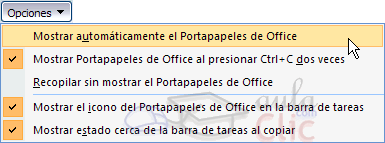 Opciones
Mostrar automáticamente el Portapapeles de Office
Mostrar Portapapeles de Office al presionar Ctrl+C dos veces
Recopilar sin mostrar el Portapapeles de Office
Mostrar el icono del Portapapeles de Office en la barra de tareas
Mostrar estado cerca de la barra de tareas al copiar
aula
Clic
.com